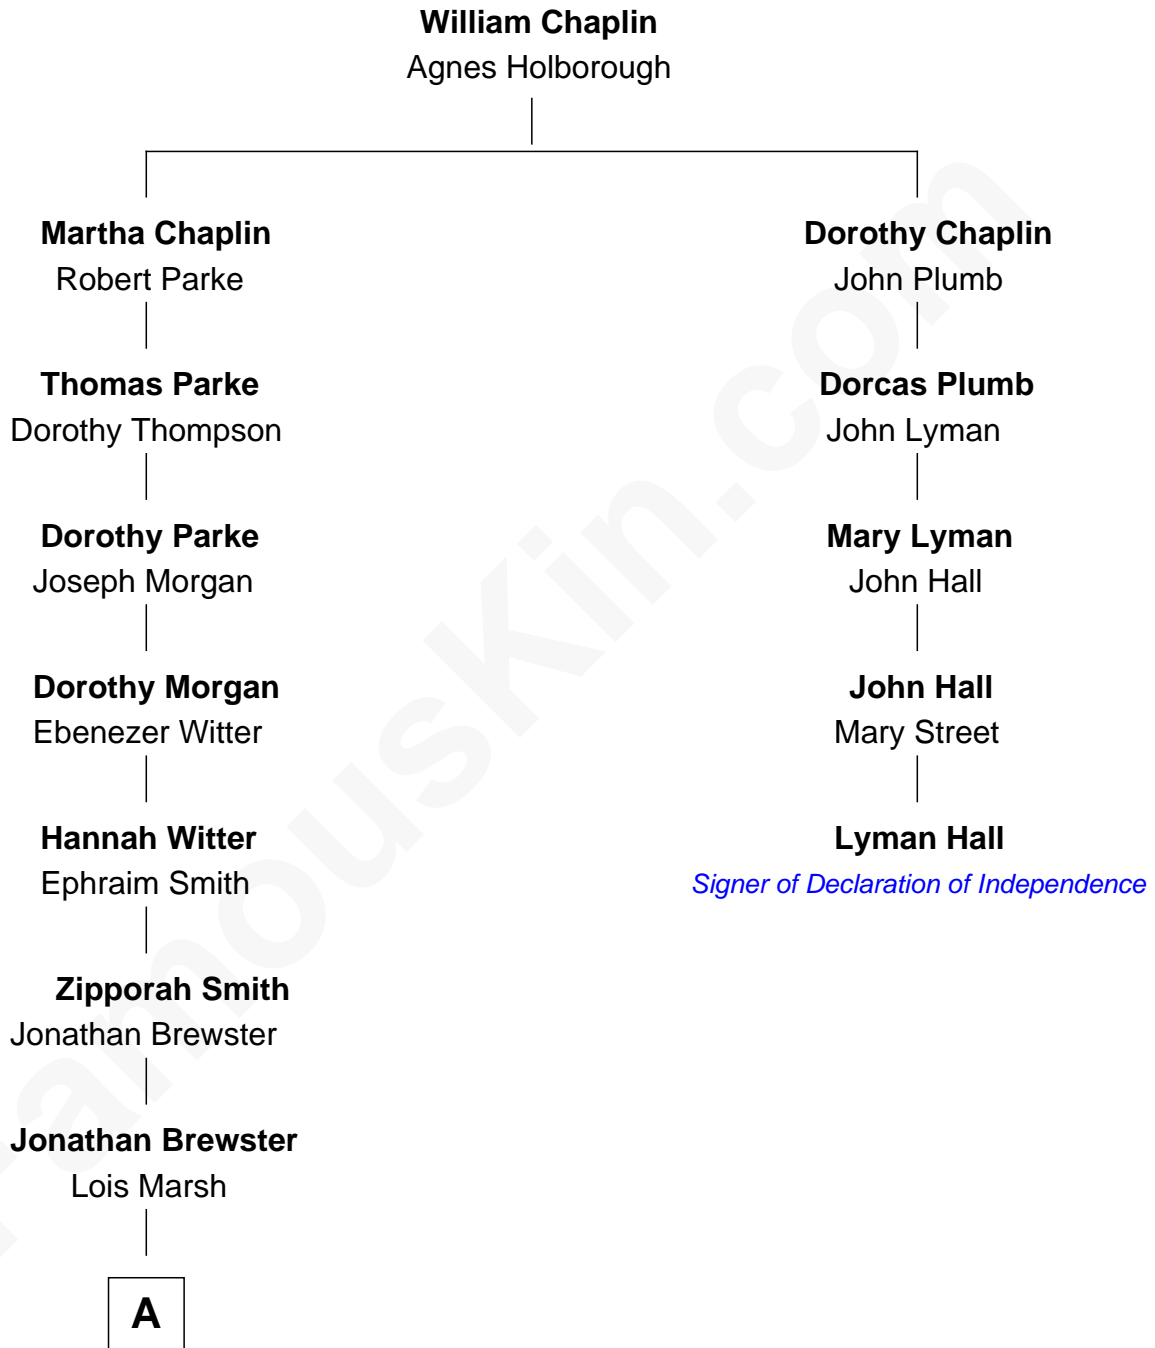 William Chaplin
Agnes Holborough
Martha Chaplin
Robert Parke
Dorothy Chaplin
John Plumb
Thomas Parke
Dorothy Thompson
Dorcas Plumb
John Lyman
Dorothy Parke
Joseph Morgan
Mary Lyman
John Hall
Dorothy Morgan
Ebenezer Witter
John Hall
Mary Street
Hannah Witter
Ephraim Smith
Lyman Hall
Signer of Declaration of Independence
Zipporah Smith
Jonathan Brewster
Jonathan Brewster
Lois Marsh
A
FamousKin.com